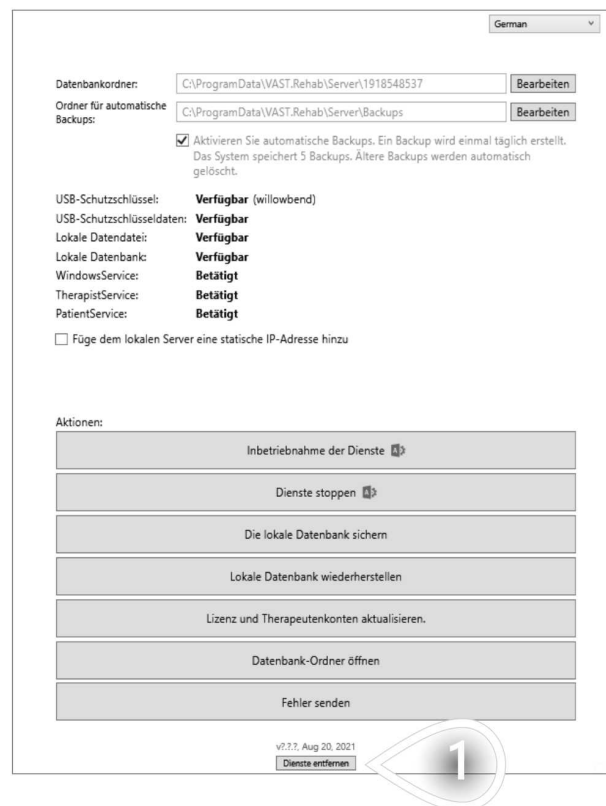 German
Datenbankordner: C:\ProgramData\VAST.Rehab\Server\1918548537 Bearbeiten
Ordner für automatische
Backups: C:\ProgramData\VAST.Rehab\Server\Backups Bearbeiten
Aktivieren Sie automatische Backups. Ein Backup wird einmal täglich erstellt.
Das System speichert 5 Backups. Ältere Backups werden automatisch
gelöscht.
USB-Schutzschlüssel: Verfügbar (willowbend)
USB-Schutzschlüsseldaten: Verfügbar
Lokale Datendatei: Verfügbar
Lokale Datenbank: Verfügbar
WindowsService: Betätigt
TherapistService: Betätigt
PatientService: Betätigt
Füge dem lokalen Server eine statische IP-Adresse hinzu
Aktionen:
Inbetriebnahme der Dienste
Dienste stoppen
Die lokale Datenbank sichern
Lokale Datenbank wiederherstellen
Lizenz und Therapeutenkonten aktualisieren.
Datenbank-Ordner öffnen
Fehler senden
v?.?.?, Aug 20, 2021
Dienste entfernen
1